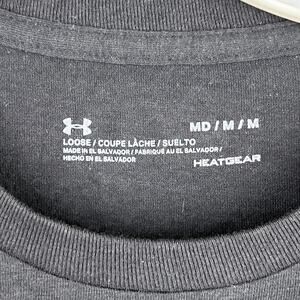 MD / M / M
LOOSE / COUPE LÂCHE / SUELTO
MADE IN EL SALVADOR / FABRIQUÉ AU EL SALVADOR /
HECHO EN EL SALVADOR
HEATGEAR